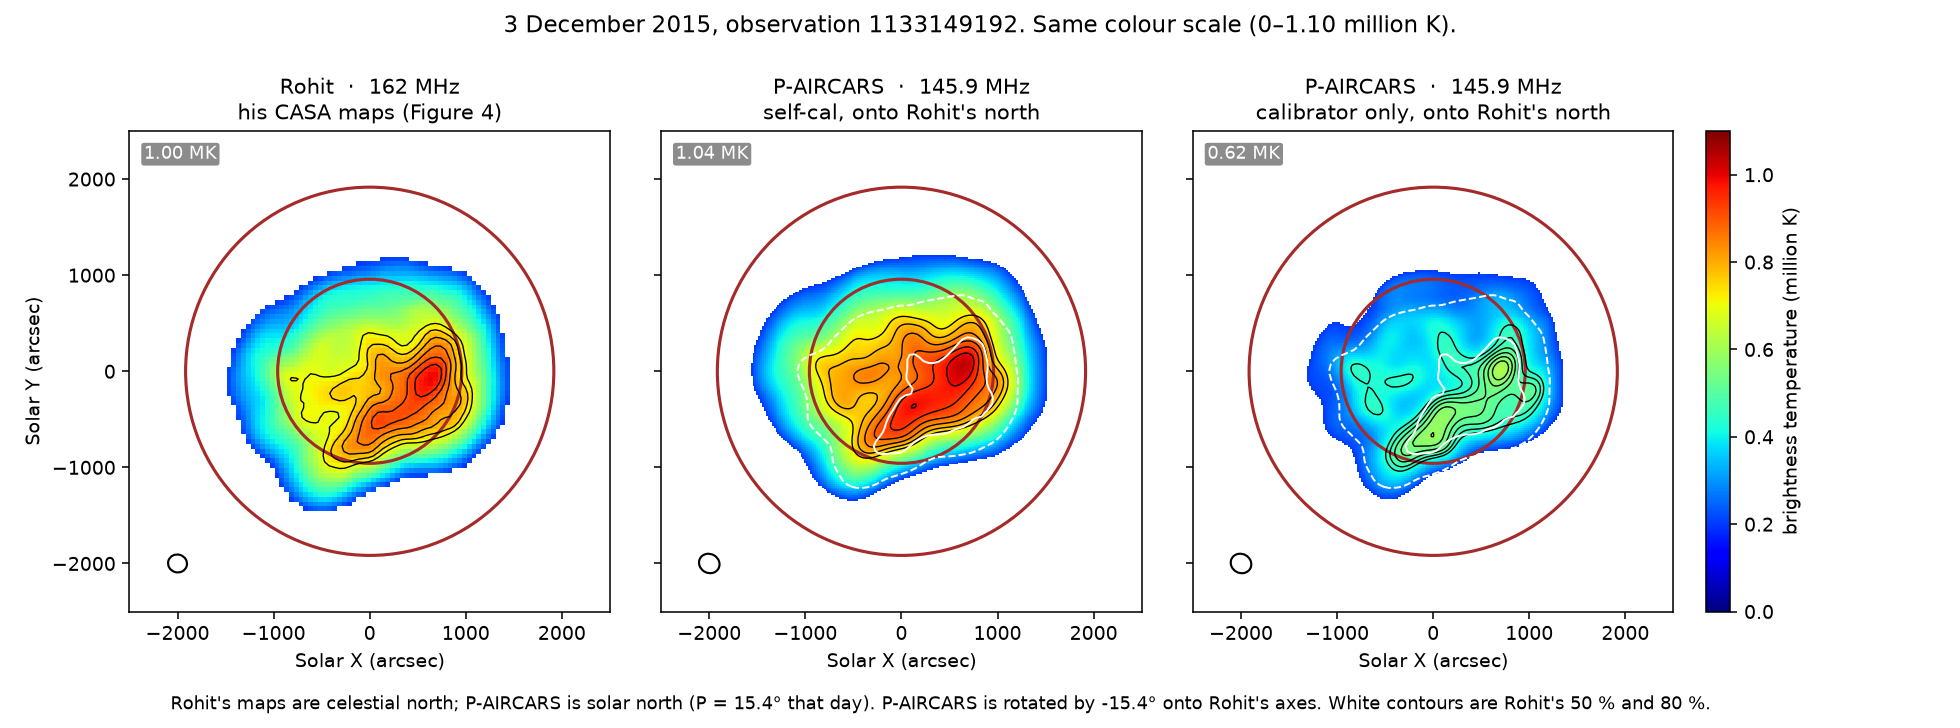 3 December 2015, observation 1133149192. Same colour scale (0–1.10 million K).
Rohit · 162 MHz
his CASA maps (Figure 4)
P-AIRCARS · 145.9 MHz
self-cal, onto Rohit's north
P-AIRCARS · 145.9 MHz
calibrator only, onto Rohit's north
1.00 MK
1.04 MK
0.62 MK
Solar Y (arcsec)
2000
1000
0
−1000
−2000
−2000 −1000 0 1000 2000
Solar X (arcsec)
−2000 −1000 0 1000 2000
Solar X (arcsec)
−2000 −1000 0 1000 2000
Solar X (arcsec)
1.0
0.8
0.6
0.4
0.2
0.0
brightness temperature (million K)
Rohit's maps are celestial north; P-AIRCARS is solar north (P = 15.4° that day). P-AIRCARS is rotated by -15.4° onto Rohit's axes. White contours are Rohit's 50 % and 80 %.